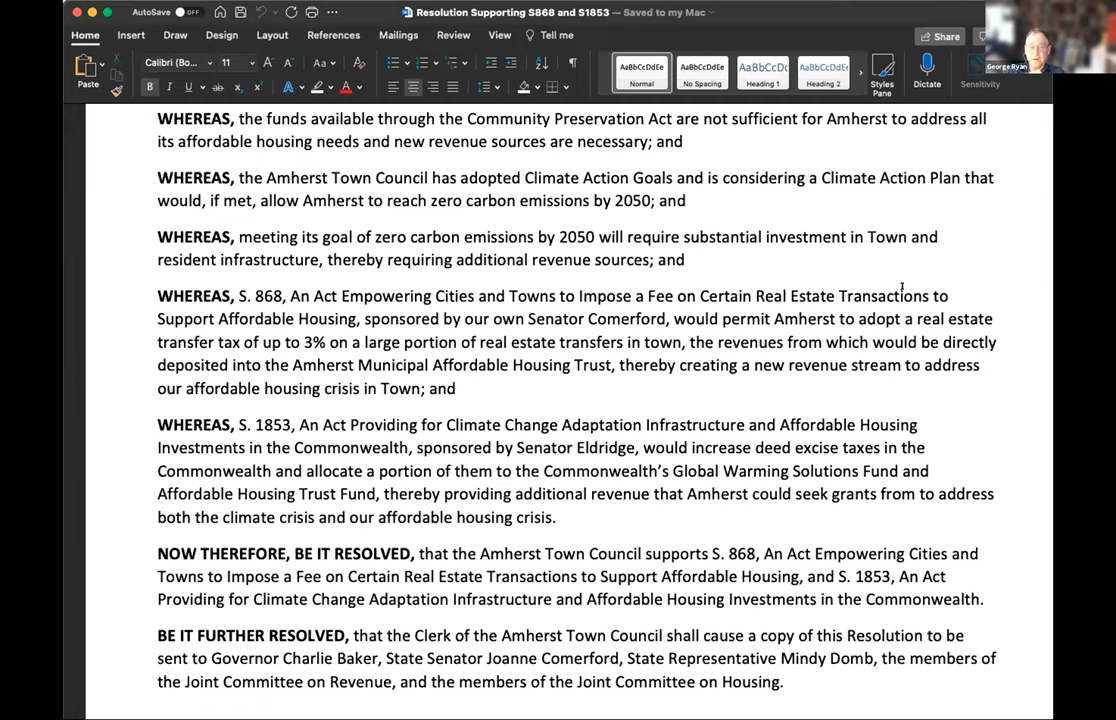 AutoSave OFF
Resolution Supporting S868 and S1853 — Saved to my Mac
Home Insert Draw Design Layout References Mailings Review View Tell me
Share
George Ryan
Paste
Calibri (Bo... 11
AaBbCcDdEe AaBbCcDdEe AaBbCcDc AaBbCcDdEe
Normal No Spacing Heading 1 Heading 2
Styles Pane
Dictate
Sensitivity
WHEREAS, the funds available through the Community Preservation Act are not sufficient for Amherst to address all
its affordable housing needs and new revenue sources are necessary; and
WHEREAS, the Amherst Town Council has adopted Climate Action Goals and is considering a Climate Action Plan that
would, if met, allow Amherst to reach zero carbon emissions by 2050; and
WHEREAS, meeting its goal of zero carbon emissions by 2050 will require substantial investment in Town and
resident infrastructure, thereby requiring additional revenue sources; and
WHEREAS, S. 868, An Act Empowering Cities and Towns to Impose a Fee on Certain Real Estate Transactions to
Support Affordable Housing, sponsored by our own Senator Comerford, would permit Amherst to adopt a real estate
transfer tax of up to 3% on a large portion of real estate transfers in town, the revenues from which would be directly
deposited into the Amherst Municipal Affordable Housing Trust, thereby creating a new revenue stream to address
our affordable housing crisis in Town; and
WHEREAS, S. 1853, An Act Providing for Climate Change Adaptation Infrastructure and Affordable Housing
Investments in the Commonwealth, sponsored by Senator Eldridge, would increase deed excise taxes in the
Commonwealth and allocate a portion of them to the Commonwealth's Global Warming Solutions Fund and
Affordable Housing Trust Fund, thereby providing additional revenue that Amherst could seek grants from to address
both the climate crisis and our affordable housing crisis.
NOW THEREFORE, BE IT RESOLVED, that the Amherst Town Council supports S. 868, An Act Empowering Cities and
Towns to Impose a Fee on Certain Real Estate Transactions to Support Affordable Housing, and S. 1853, An Act
Providing for Climate Change Adaptation Infrastructure and Affordable Housing Investments in the Commonwealth.
BE IT FURTHER RESOLVED, that the Clerk of the Amherst Town Council shall cause a copy of this Resolution to be
sent to Governor Charlie Baker, State Senator Joanne Comerford, State Representative Mindy Domb, the members of
the Joint Committee on Revenue, and the members of the Joint Committee on Housing.